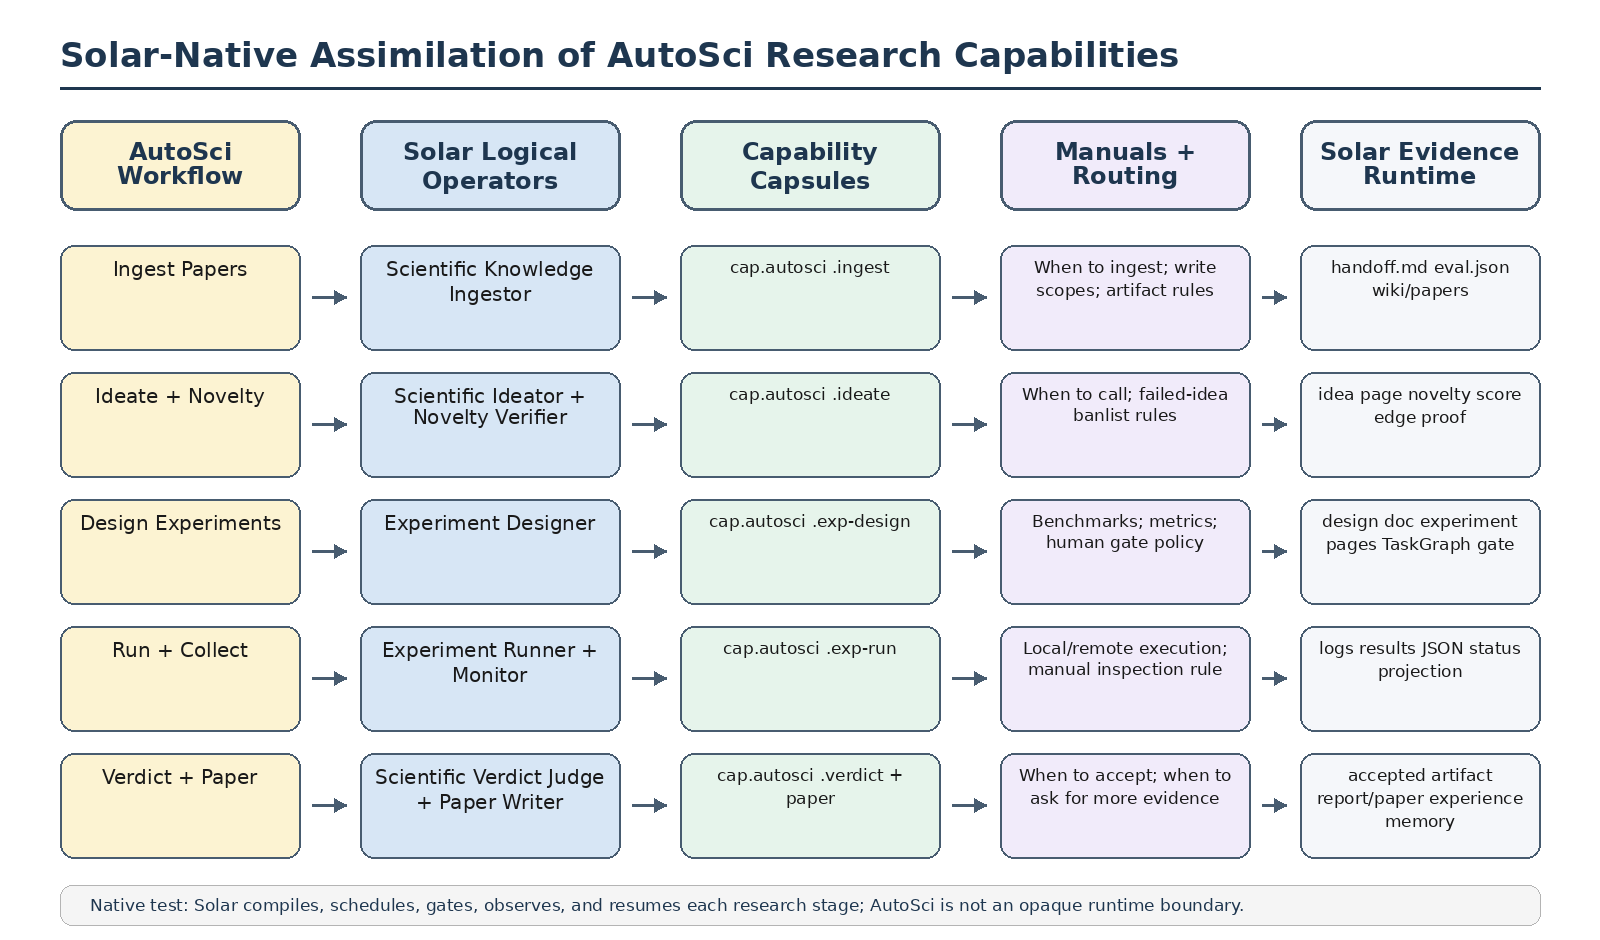 Solar-Native Assimilation of AutoSci Research Capabilities
AutoSci
Workflow
Solar Logical
Operators
Capability
Capsules
Manuals +
Routing
Solar Evidence
Runtime
Ingest Papers
Scientific Knowledge
Ingestor
cap.autosci .ingest
When to ingest; write
scopes; artifact rules
handoff.md eval.json
wiki/papers
Ideate + Novelty
Scientific Ideator +
Novelty Verifier
cap.autosci .ideate
When to call; failed-idea
banlist rules
idea page novelty score
edge proof
Design Experiments
Experiment Designer
cap.autosci .exp-design
Benchmarks; metrics;
human gate policy
design doc experiment
pages TaskGraph gate
Run + Collect
Experiment Runner +
Monitor
cap.autosci .exp-run
Local/remote execution;
manual inspection rule
logs results JSON status
projection
Verdict + Paper
Scientific Verdict Judge
+ Paper Writer
cap.autosci .verdict +
paper
When to accept; when to
ask for more evidence
accepted artifact
report/paper experience
memory
Native test: Solar compiles, schedules, gates, observes, and resumes each research stage; AutoSci is not an opaque runtime boundary.